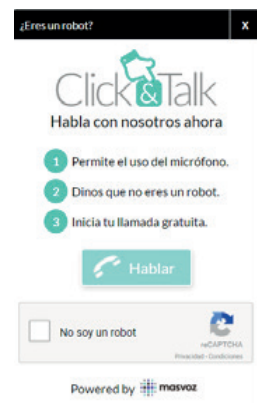 ¿Eres un robot? X
Click&Talk
Habla con nosotros ahora
1 Permite el uso del micrófono.
2 Dinos que no eres un robot.
3 Inicia tu llamada gratuita.
Hablar
No soy un robot
reCAPTCHA
Privacidad - Condiciones
Powered by masvoz